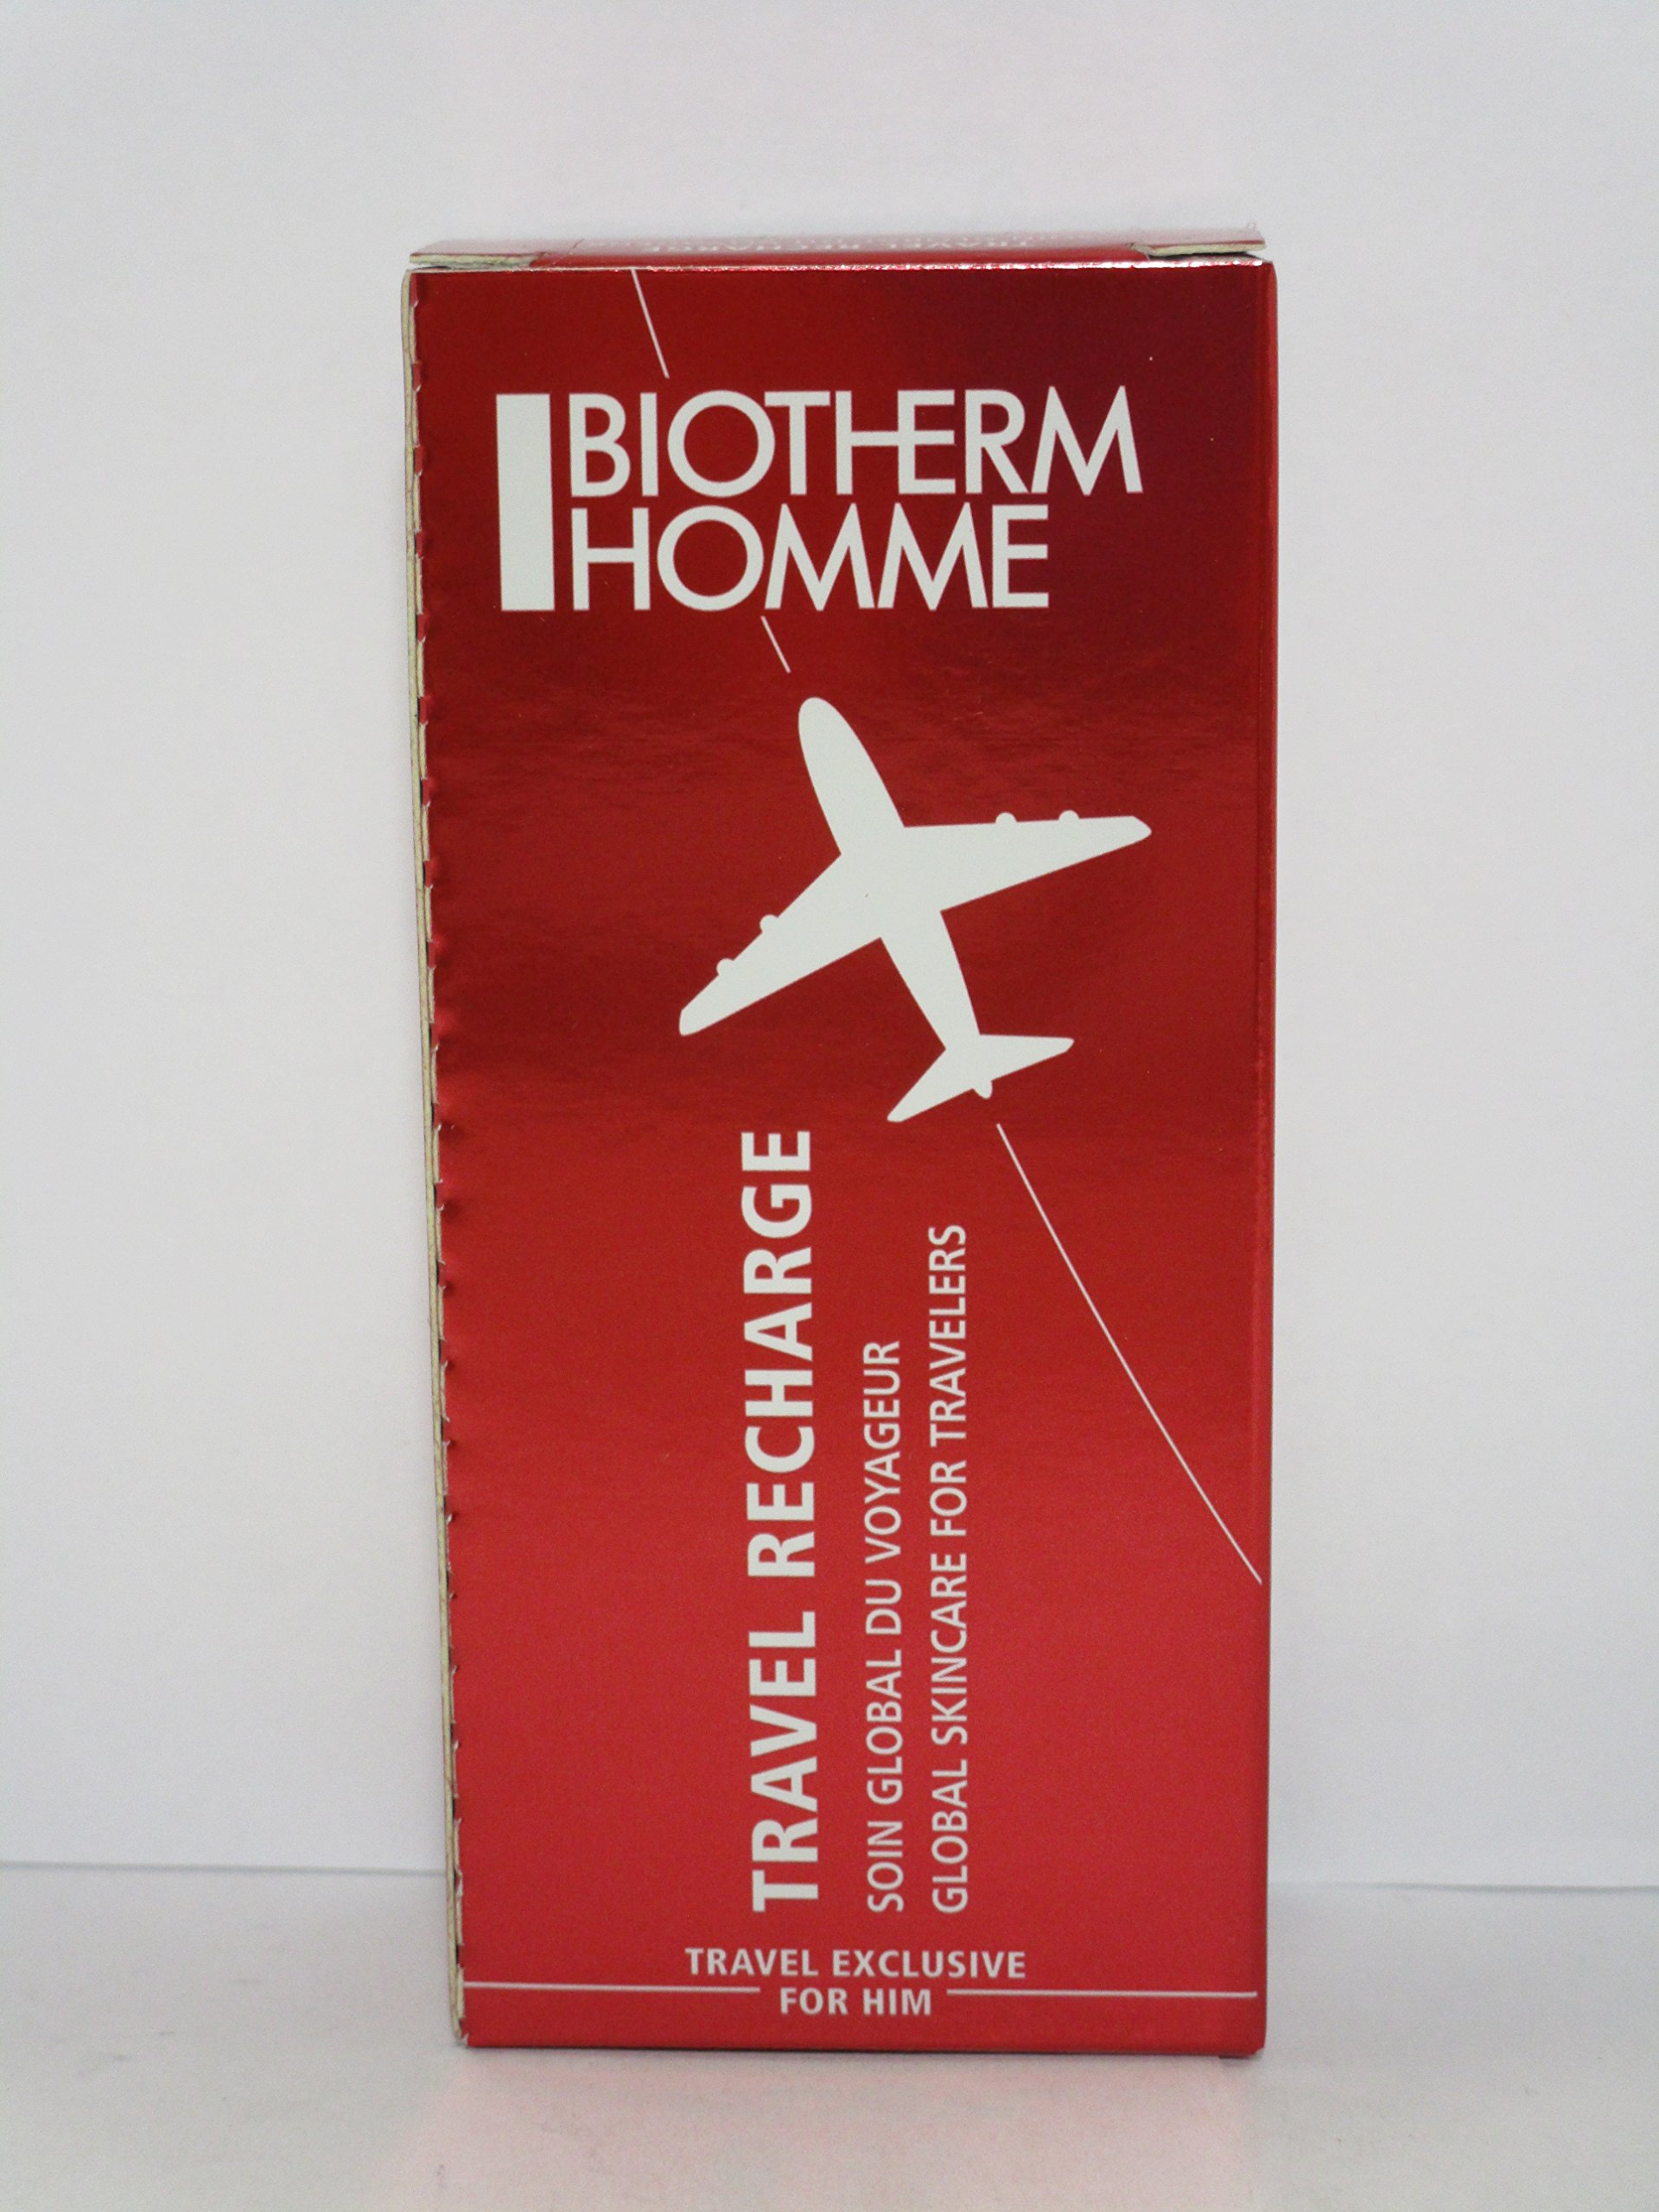 BIOTHERM
HOMME
TRAVEL RECHARGE
SOIN GLOBAL DU VOYAGEUR
GLOBAL SKINCARE FOR TRAVELERS
TRAVEL EXCLUSIVE
FOR HIM